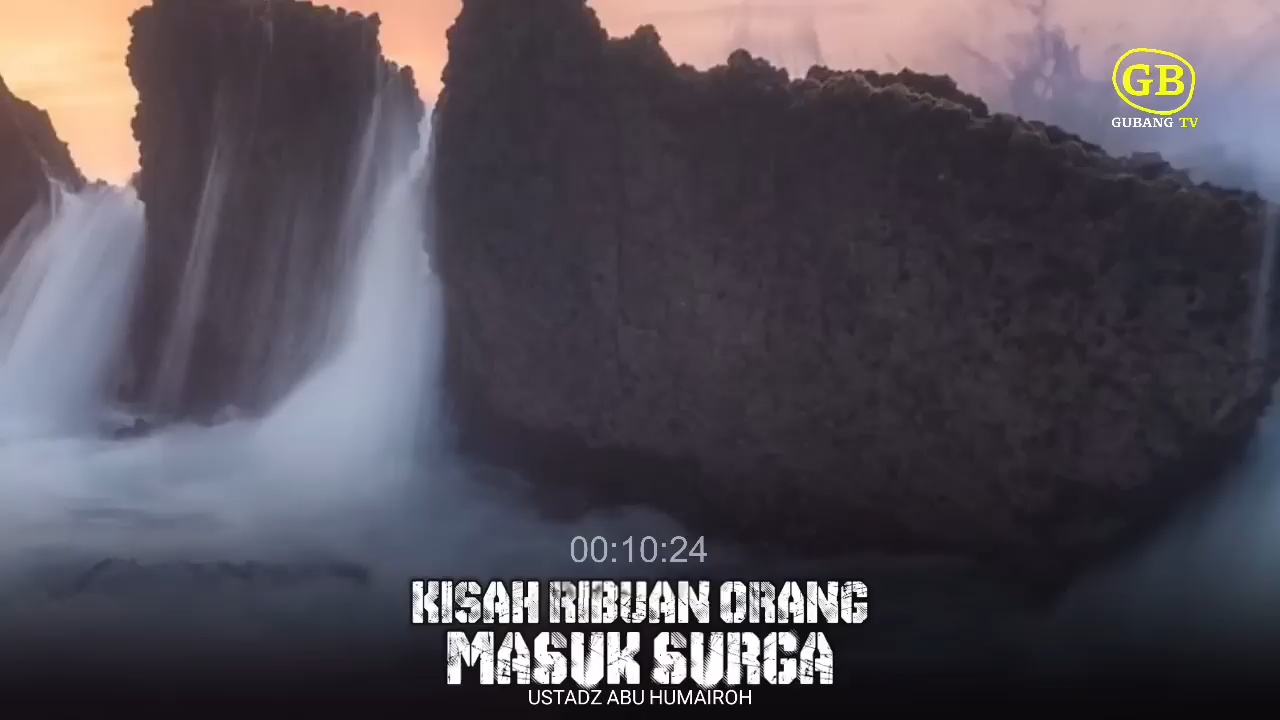 GB
GUBANG TV
00:10:24
KISAH RIBUAN ORANG
MASUK SURGA
USTADZ ABU HUMAIROH